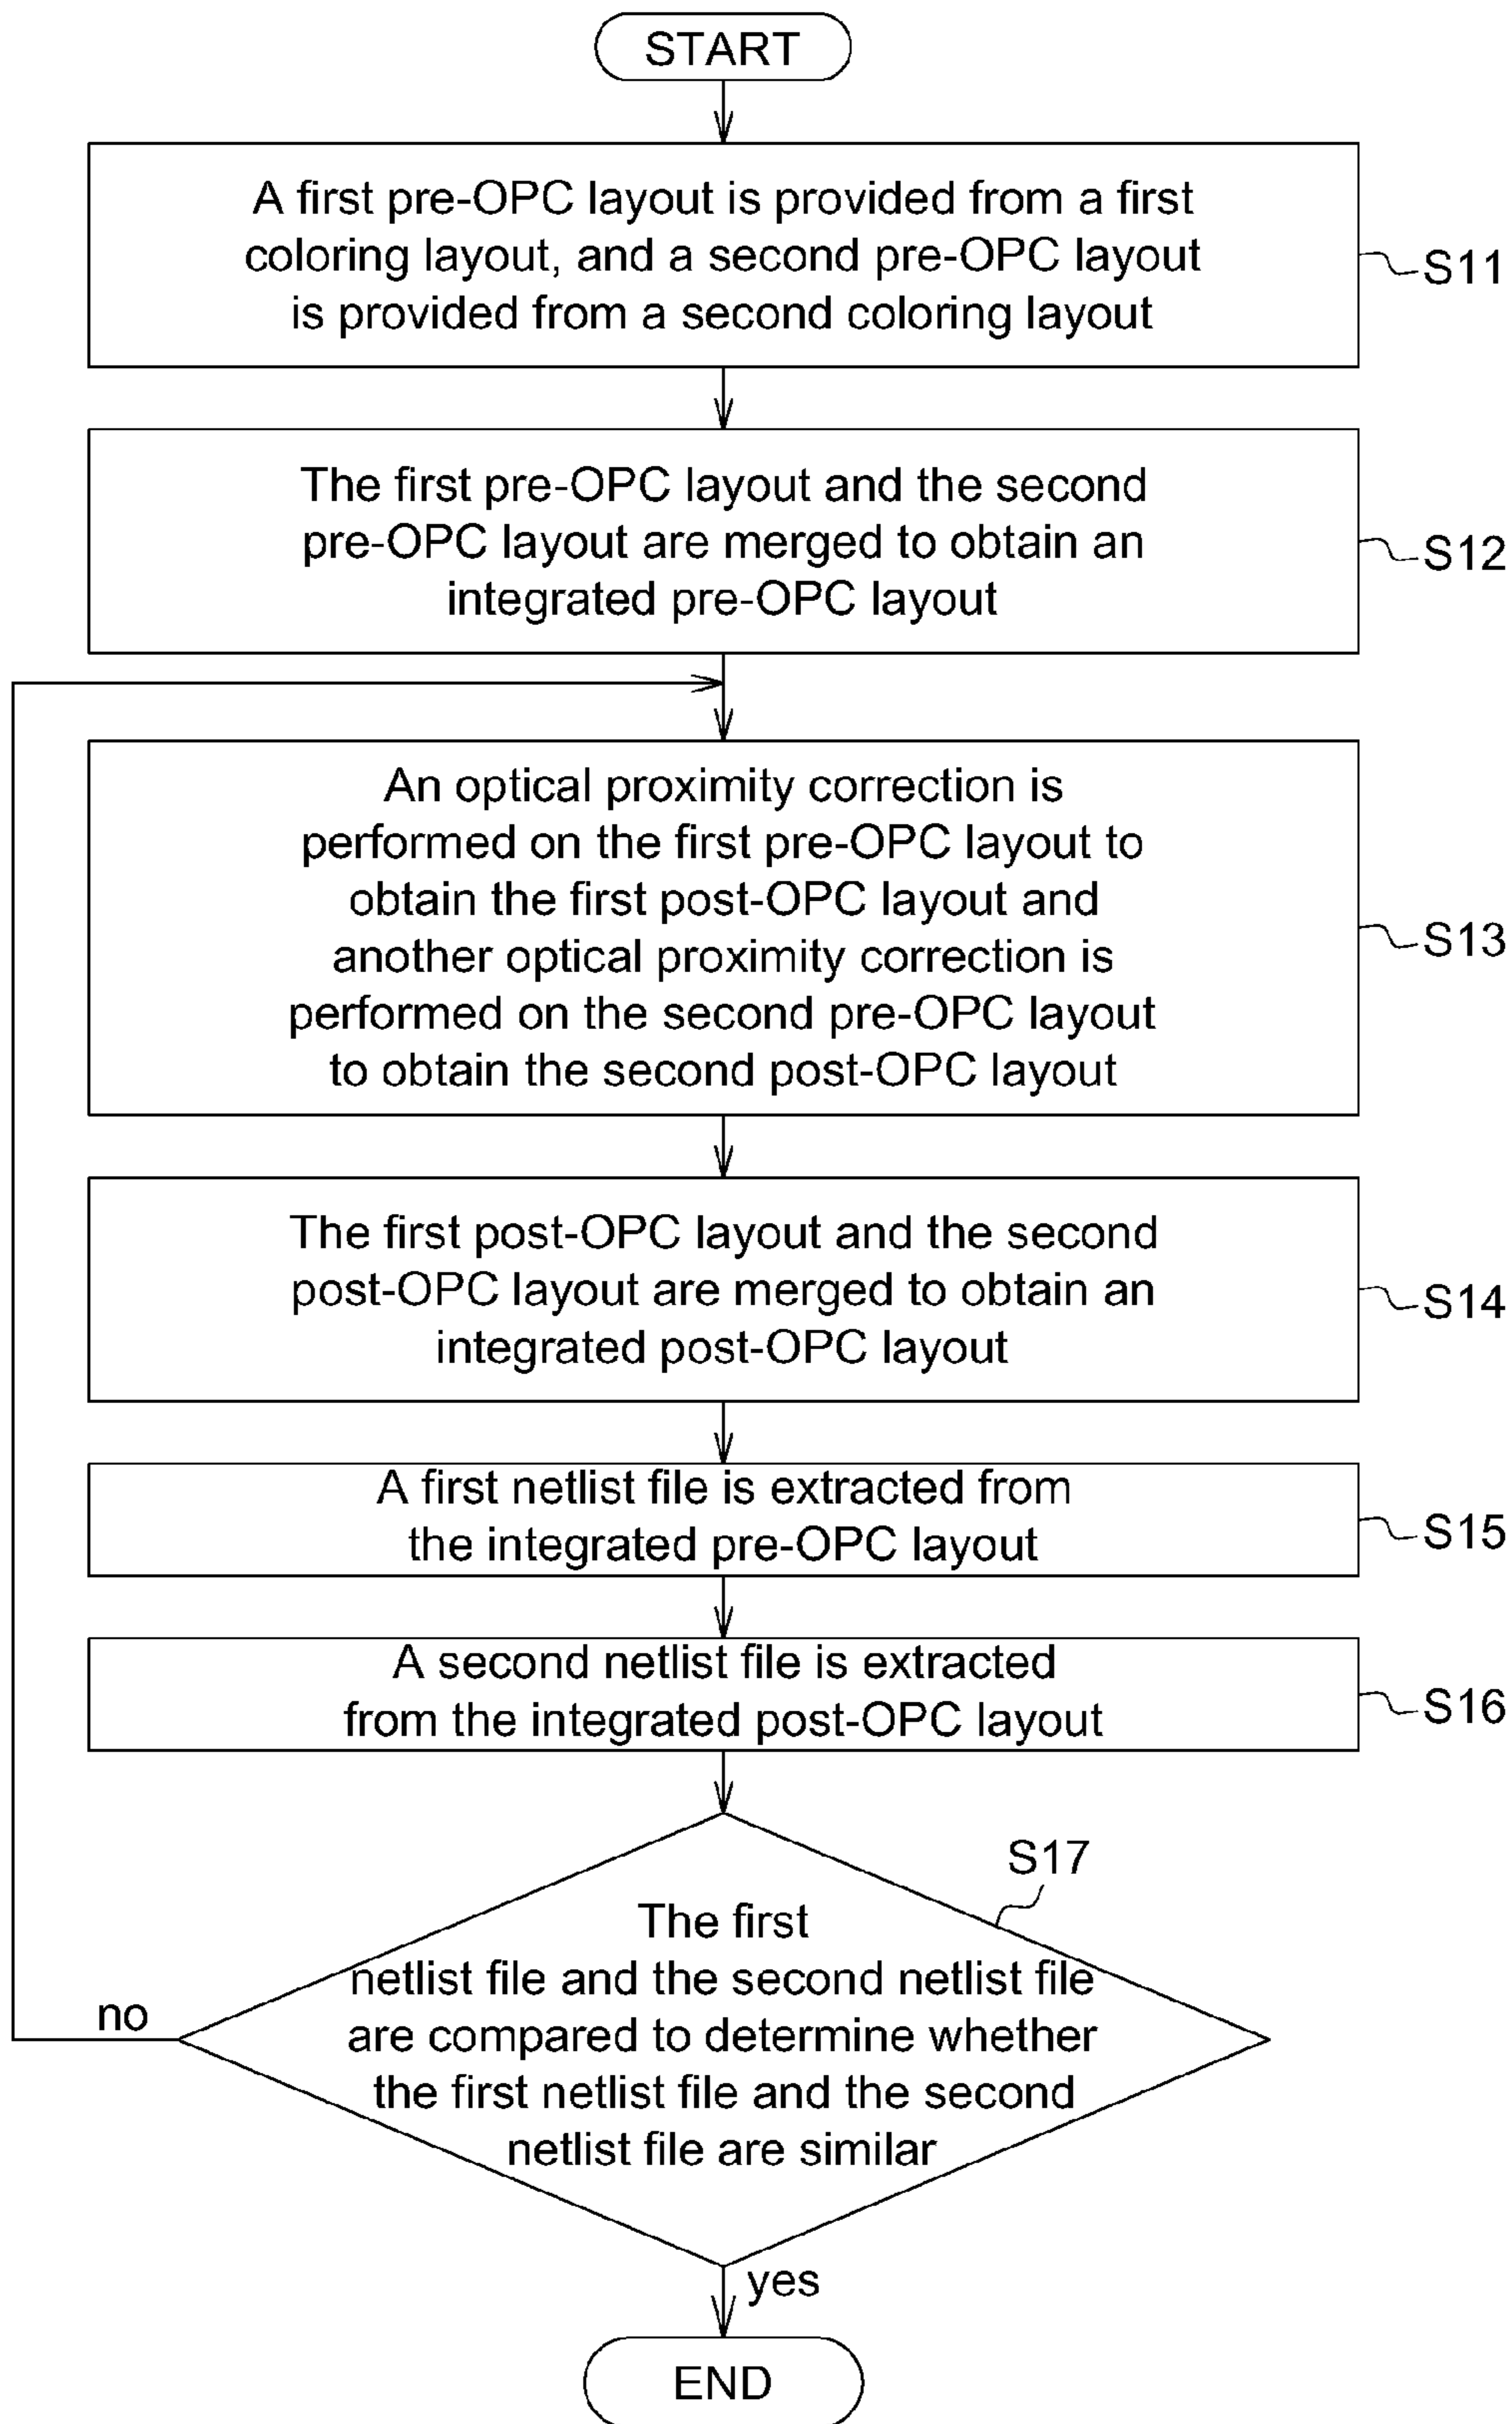 START
A first pre-OPC layout is provided from a first
coloring layout, and a second pre-OPC layout
is provided from a second coloring layout
S11
The first pre-OPC layout and the second
pre-OPC layout are merged to obtain an
integrated pre-OPC layout
S12
An optical proximity correction is
performed on the first pre-OPC layout to
obtain the first post-OPC layout and
another optical proximity correction is
performed on the second pre-OPC layout
to obtain the second post-OPC layout
S13
The first post-OPC layout and the second
post-OPC layout are merged to obtain an
integrated post-OPC layout
S14
A first netlist file is extracted from
the integrated pre-OPC layout
S15
A second netlist file is extracted
from the integrated post-OPC layout
S16
S17
The first
netlist file and the second netlist file
are compared to determine whether
the first netlist file and the second
netlist file are similar
no
yes
END